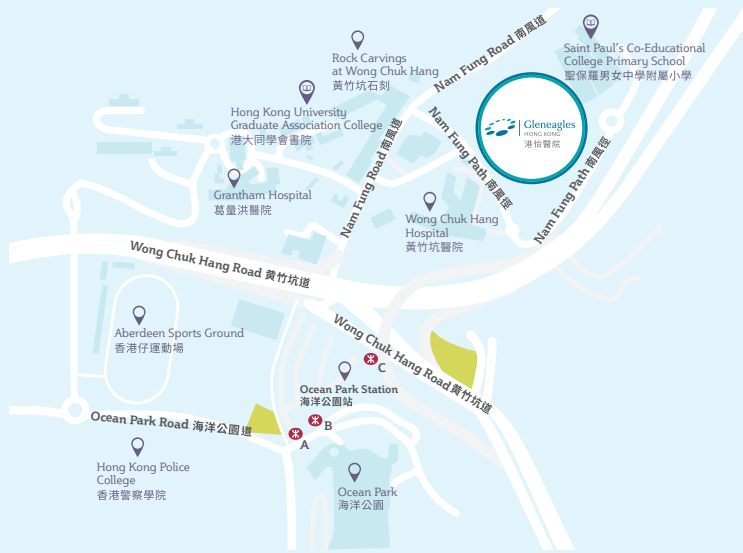 Nam Fung Road 南風道
Saint Paul's Co-Educational
College Primary School
聖保羅男女中學附屬小學
Rock Carvings
at Wong Chuk Hang
黃竹坑石刻
Hong Kong University
Graduate Association College
港大同學會書院
Gleneagles
HONG KONG
港怡醫院
Nam Fung Path 南風徑
Nam Fung Road 南風道
Nam Fung Path 南風徑
Grantham Hospital
葛量洪醫院
Wong Chuk Hang
Hospital
黃竹坑醫院
Wong Chuk Hang Road 黄竹坑道
Aberdeen Sports Ground
香港仔運動場
Wong Chuk Hang Road 黄竹坑道
C
Ocean Park Station
海洋公園站
Ocean Park Road 海洋公園道
B
A
Hong Kong Police
College
香港警察學院
Ocean Park
海洋公園